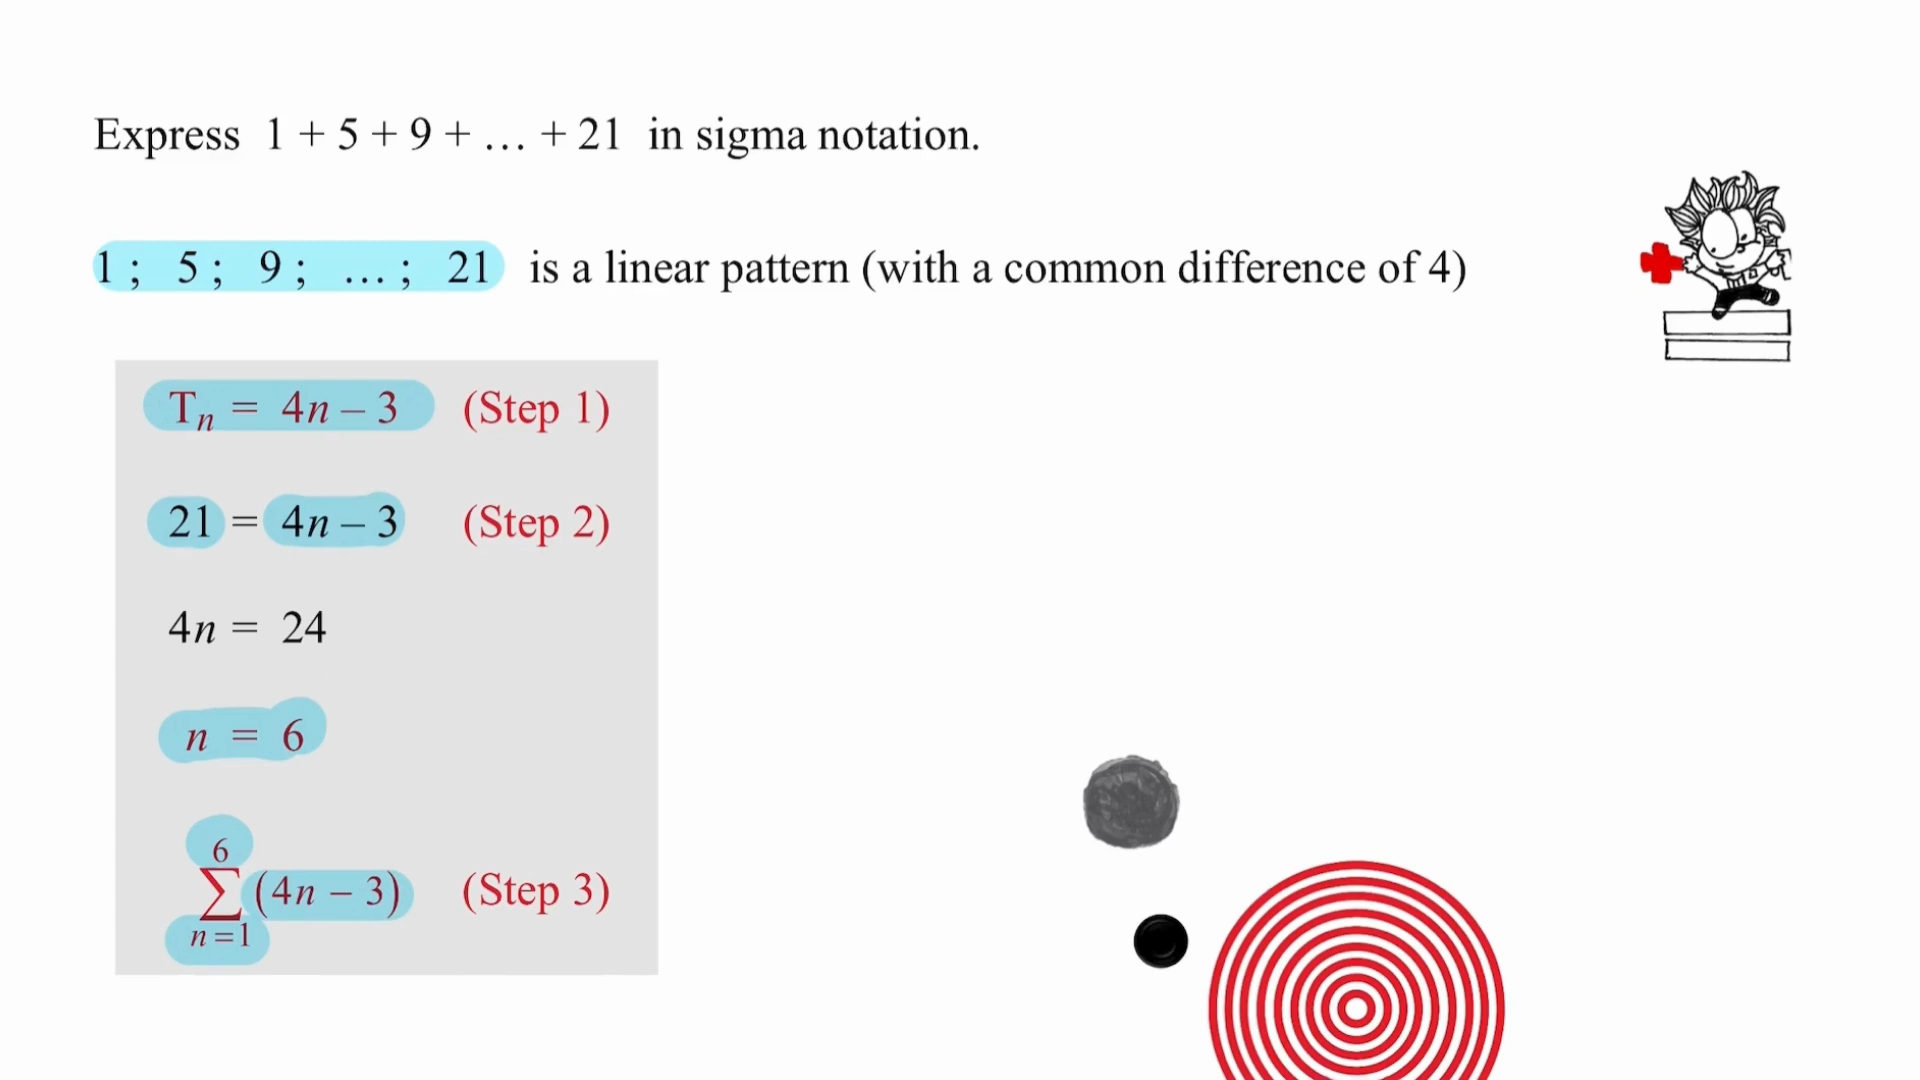 Express 1 + 5 + 9 + … + 21 in sigma notation.
1 ; 5 ; 9 ; … ; 21 is a linear pattern (with a common difference of 4)
Tₙ = 4n – 3 (Step 1)
21 = 4n – 3 (Step 2)
4n = 24
n = 6
6
∑ (4n – 3) (Step 3)
n = 1